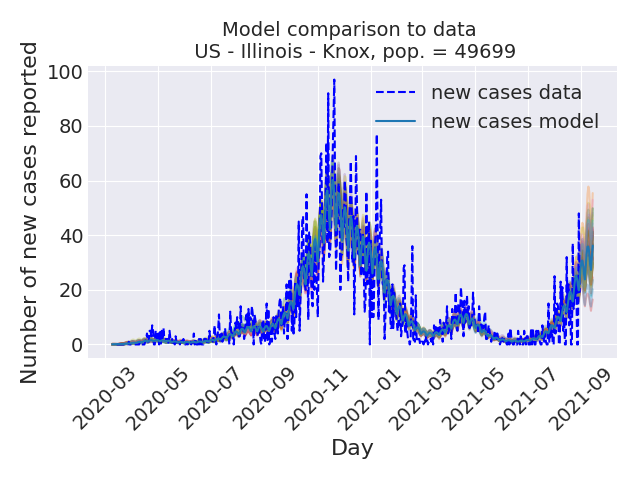 Model comparison to data
US - Illinois - Knox, pop. = 49699
Number of new cases reported
100
80
60
40
20
0
new cases data
new cases model
2020-03
2020-05
2020-07
2020-09
2020-11
2021-01
2021-03
2021-05
2021-07
2021-09
Day